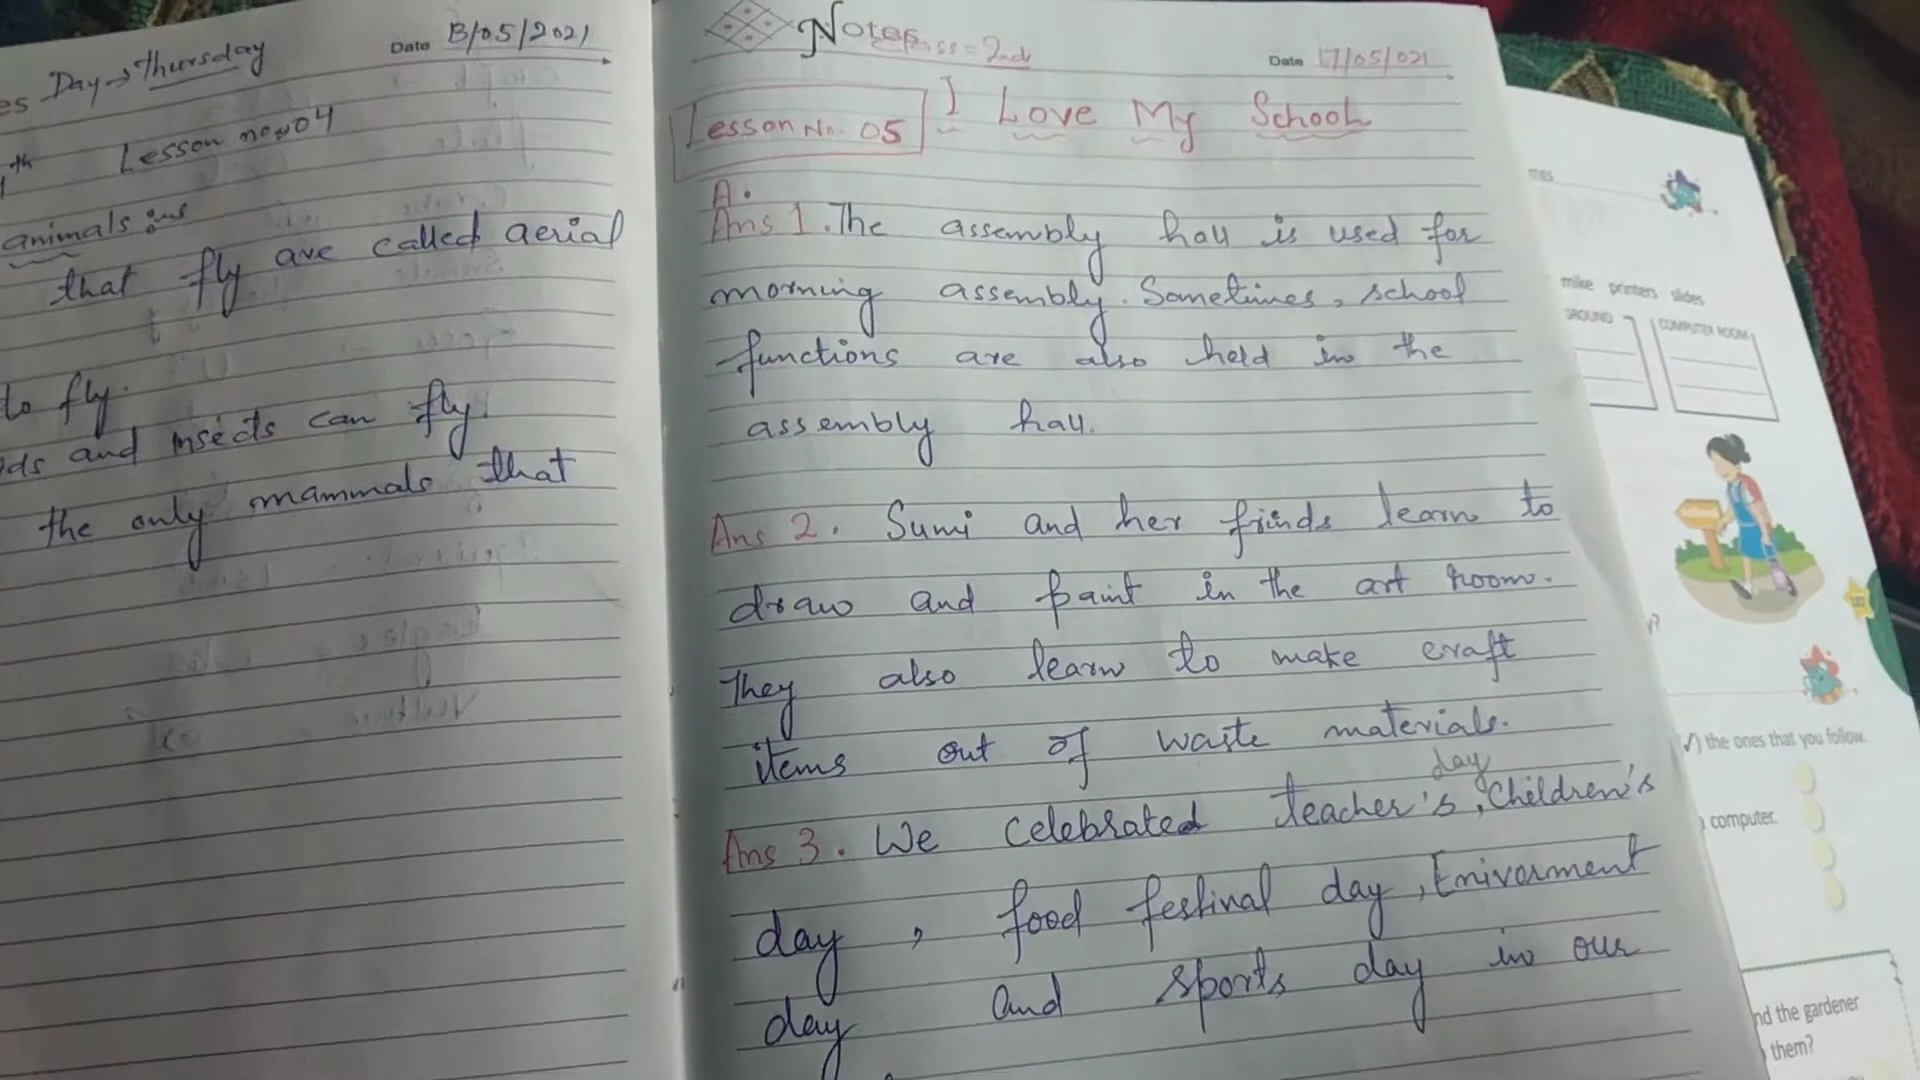 Day → Thursday
Date 13/05/2021
Lesson no. 04
th
animals
that fly are called aerial
to fly.
and insects can fly.
the only mammals that
Notes
Class = 2nd
Date 17/05/021
Lesson No. 05
I Love My School
A.
Ans 1. The assembly hall is used for
morning assembly. Sometimes, school
functions are also held in the
assembly hall.
Ans 2. Sumi and her frinds learn to
draw and paint in the art room.
They also learn to make craft
items out of waste materials.
Ans 3. We celebrated teacher's day, Children's
day, food festival day, Enivorment
day and sports day in our
mike printers slides
GROUND
COMPUTER ROOM
(✓) the ones that you follow.
computer.
the gardener
them?